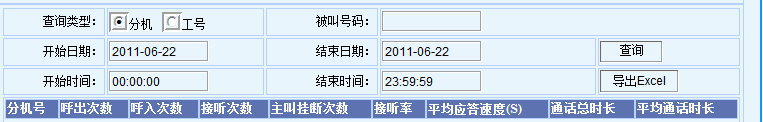 查询类型： 分机 工号 被叫号码：
开始日期： 2011-06-22 结束日期： 2011-06-22 查询
开始时间： 00:00:00 结束时间： 23:59:59 导出Excel
分机号 呼出次数 呼入次数 接听次数 主叫挂断次数 接听率 平均应答速度(S) 通话总时长 平均通话时长